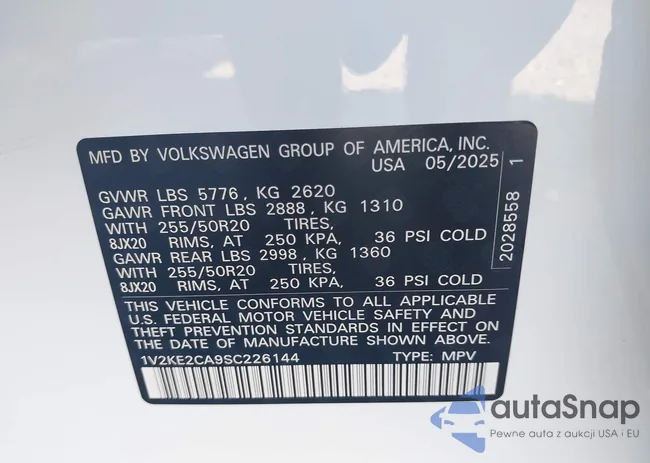 MFD BY VOLKSWAGEN GROUP OF AMERICA, INC.
USA 05/2025
GVWR LBS 5776, KG 2620
GAWR FRONT LBS 2888, KG 1310
WITH 255/50R20 TIRES,
8JX20 RIMS, AT 250 KPA, 36 PSI COLD
GAWR REAR LBS 2998, KG 1360
WITH 255/50R20 TIRES,
8JX20 RIMS, AT 250 KPA, 36 PSI COLD
THIS VEHICLE CONFORMS TO ALL APPLICABLE
U.S. FEDERAL MOTOR VEHICLE SAFETY AND
THEFT PREVENTION STANDARDS IN EFFECT ON
THE DATE OF MANUFACTURE SHOWN ABOVE.
1V2KE2CA9SC226144 TYPE: MPV
2028558 1
autaSnap
Pewne auta z aukcji USA i EU